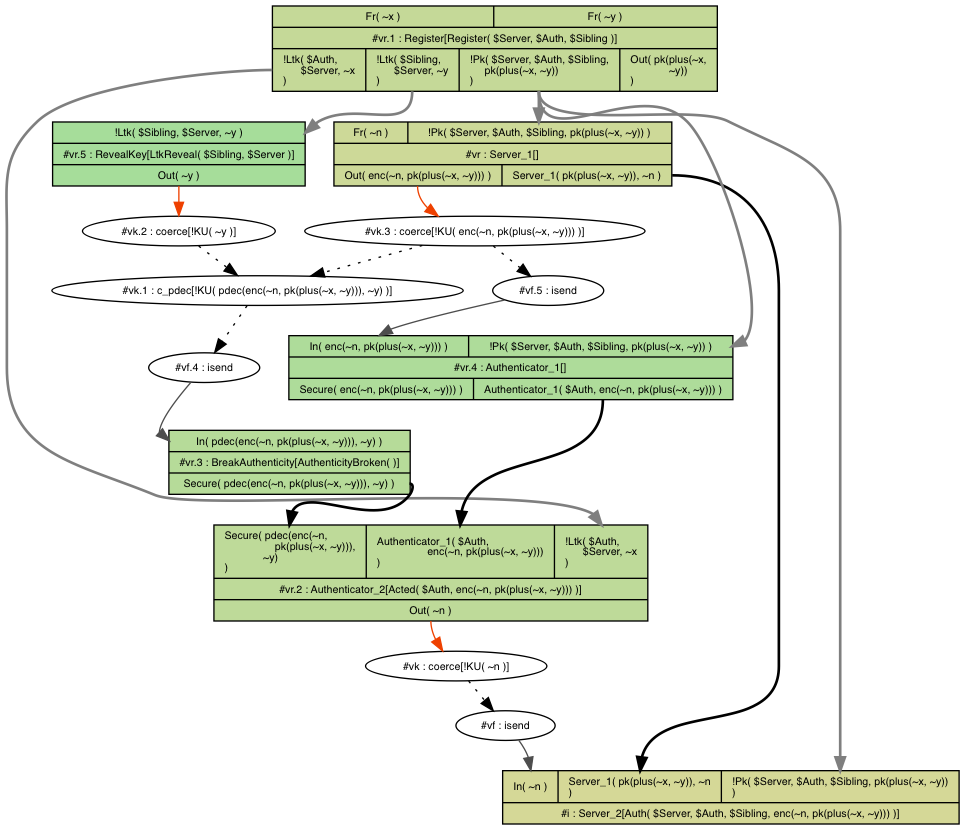 Fr( ~x )
Fr( ~y )
#vr.1 : Register[Register( $Server, $Auth, $Sibling )]
!Ltk( $Auth,
$Server, ~x
)
!Ltk( $Sibling,
$Server, ~y
)
!Pk( $Server, $Auth, $Sibling,
pk(plus(~x, ~y))
)
Out( pk(plus(~x,
~y))
)
!Ltk( $Sibling, $Server, ~y )
#vr.5 : RevealKey[LtkReveal( $Sibling, $Server )]
Out( ~y )
Fr( ~n )
!Pk( $Server, $Auth, $Sibling, pk(plus(~x, ~y)) )
#vr : Server_1[]
Out( enc(~n, pk(plus(~x, ~y))) )
Server_1( pk(plus(~x, ~y)), ~n )
#vk.2 : coerce[!KU( ~y )]
#vk.3 : coerce[!KU( enc(~n, pk(plus(~x, ~y))) )]
#vk.1 : c_pdec[!KU( pdec(enc(~n, pk(plus(~x, ~y))), ~y) )]
#vf.5 : isend
In( enc(~n, pk(plus(~x, ~y))) )
!Pk( $Server, $Auth, $Sibling, pk(plus(~x, ~y)) )
#vr.4 : Authenticator_1[]
Secure( enc(~n, pk(plus(~x, ~y))) )
Authenticator_1( $Auth, enc(~n, pk(plus(~x, ~y))) )
#vf.4 : isend
In( pdec(enc(~n, pk(plus(~x, ~y))), ~y) )
#vr.3 : BreakAuthenticity[AuthenticityBroken( )]
Secure( pdec(enc(~n, pk(plus(~x, ~y))), ~y) )
Secure( pdec(enc(~n,
pk(plus(~x, ~y))),
~y)
)
Authenticator_1( $Auth,
enc(~n, pk(plus(~x, ~y)))
)
!Ltk( $Auth,
$Server, ~x
)
#vr.2 : Authenticator_2[Acted( $Auth, enc(~n, pk(plus(~x, ~y))) )]
Out( ~n )
#vk : coerce[!KU( ~n )]
#vf : isend
In( ~n )
Server_1( pk(plus(~x, ~y)), ~n
)
!Pk( $Server, $Auth, $Sibling, pk(plus(~x, ~y))
)
#i : Server_2[Auth( $Server, $Auth, $Sibling, enc(~n, pk(plus(~x, ~y))) )]